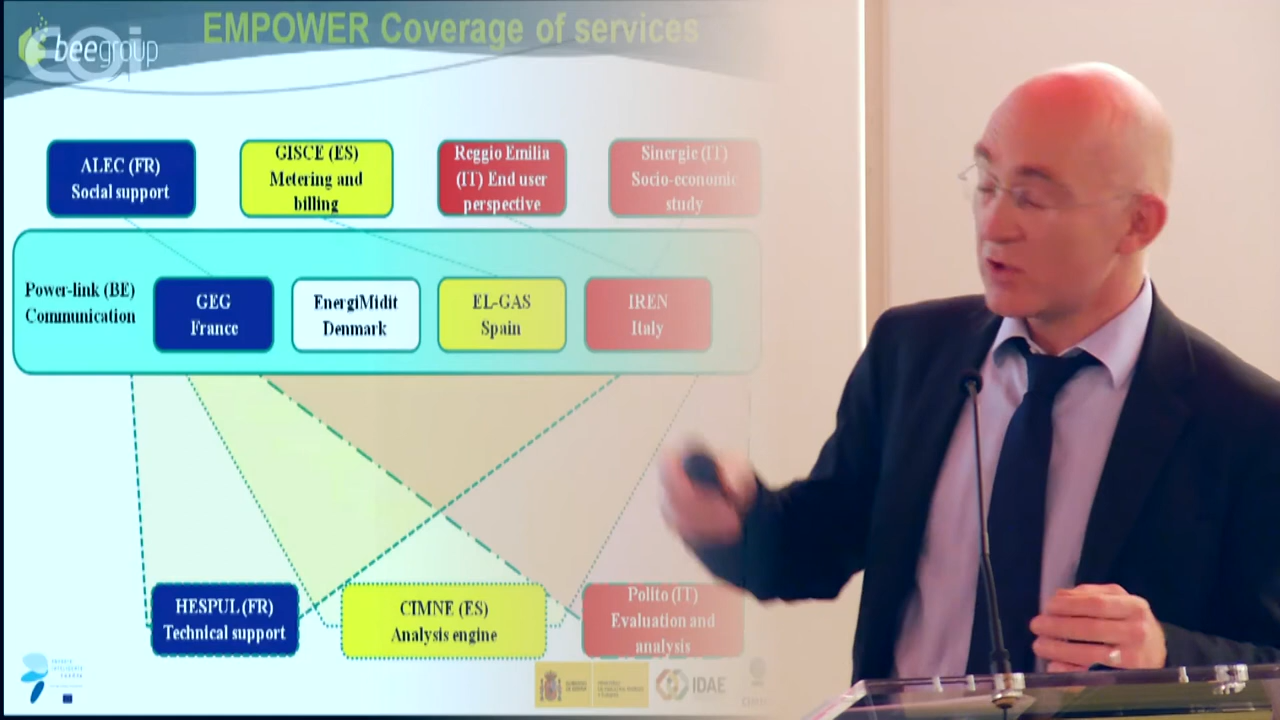 EMPOWER Coverage of services
beegroup
eoi
ALEC (FR)
Social support
GISCE (ES)
Metering and
billing
Reggio Emilia
(IT) End user
perspective
Sinergie (IT)
Socio-economic
study
Power-link (BE)
Communication
GEG
France
EnergiMidit
Denmark
EL-GAS
Spain
IREN
Italy
HESPUL (FR)
Technical support
CIMNE (ES)
Analysis engine
Polito (IT)
Evaluation and
analysis
IDAE